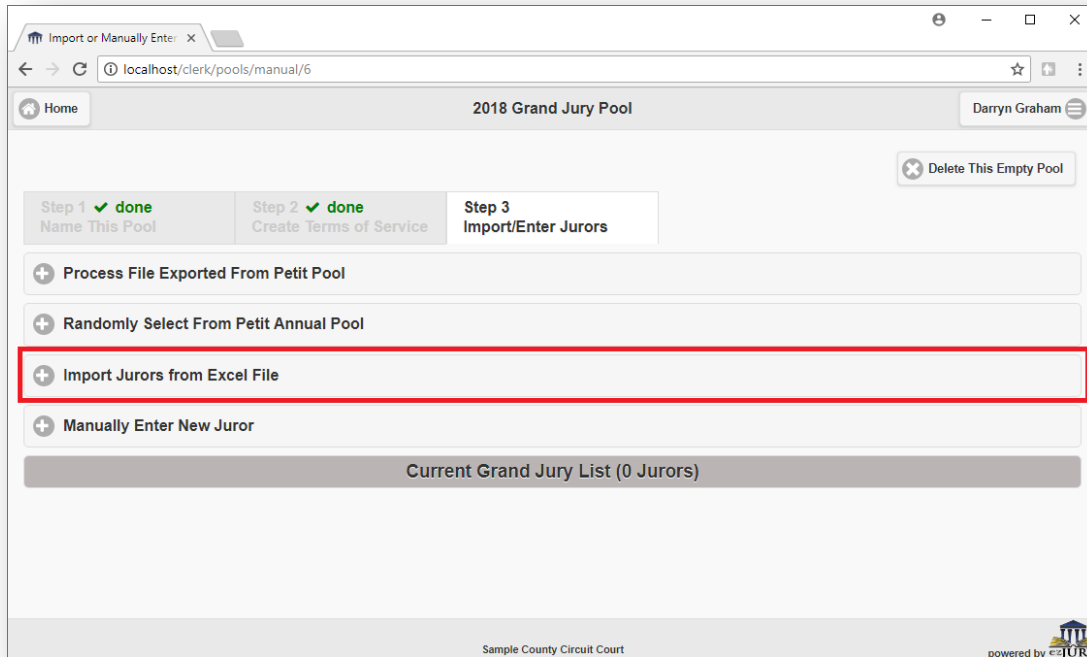 Import or Manually Enter
localhost/clerk/pools/manual/6
Home
2018 Grand Jury Pool
Darryn Graham
Delete This Empty Pool
Step 1 ✔ done
Name This Pool
Step 2 ✔ done
Create Terms of Service
Step 3
Import/Enter Jurors
Process File Exported From Petit Pool
Randomly Select From Petit Annual Pool
Import Jurors from Excel File
Manually Enter New Juror
Current Grand Jury List (0 Jurors)
Sample County Circuit Court
powered by ezJUR